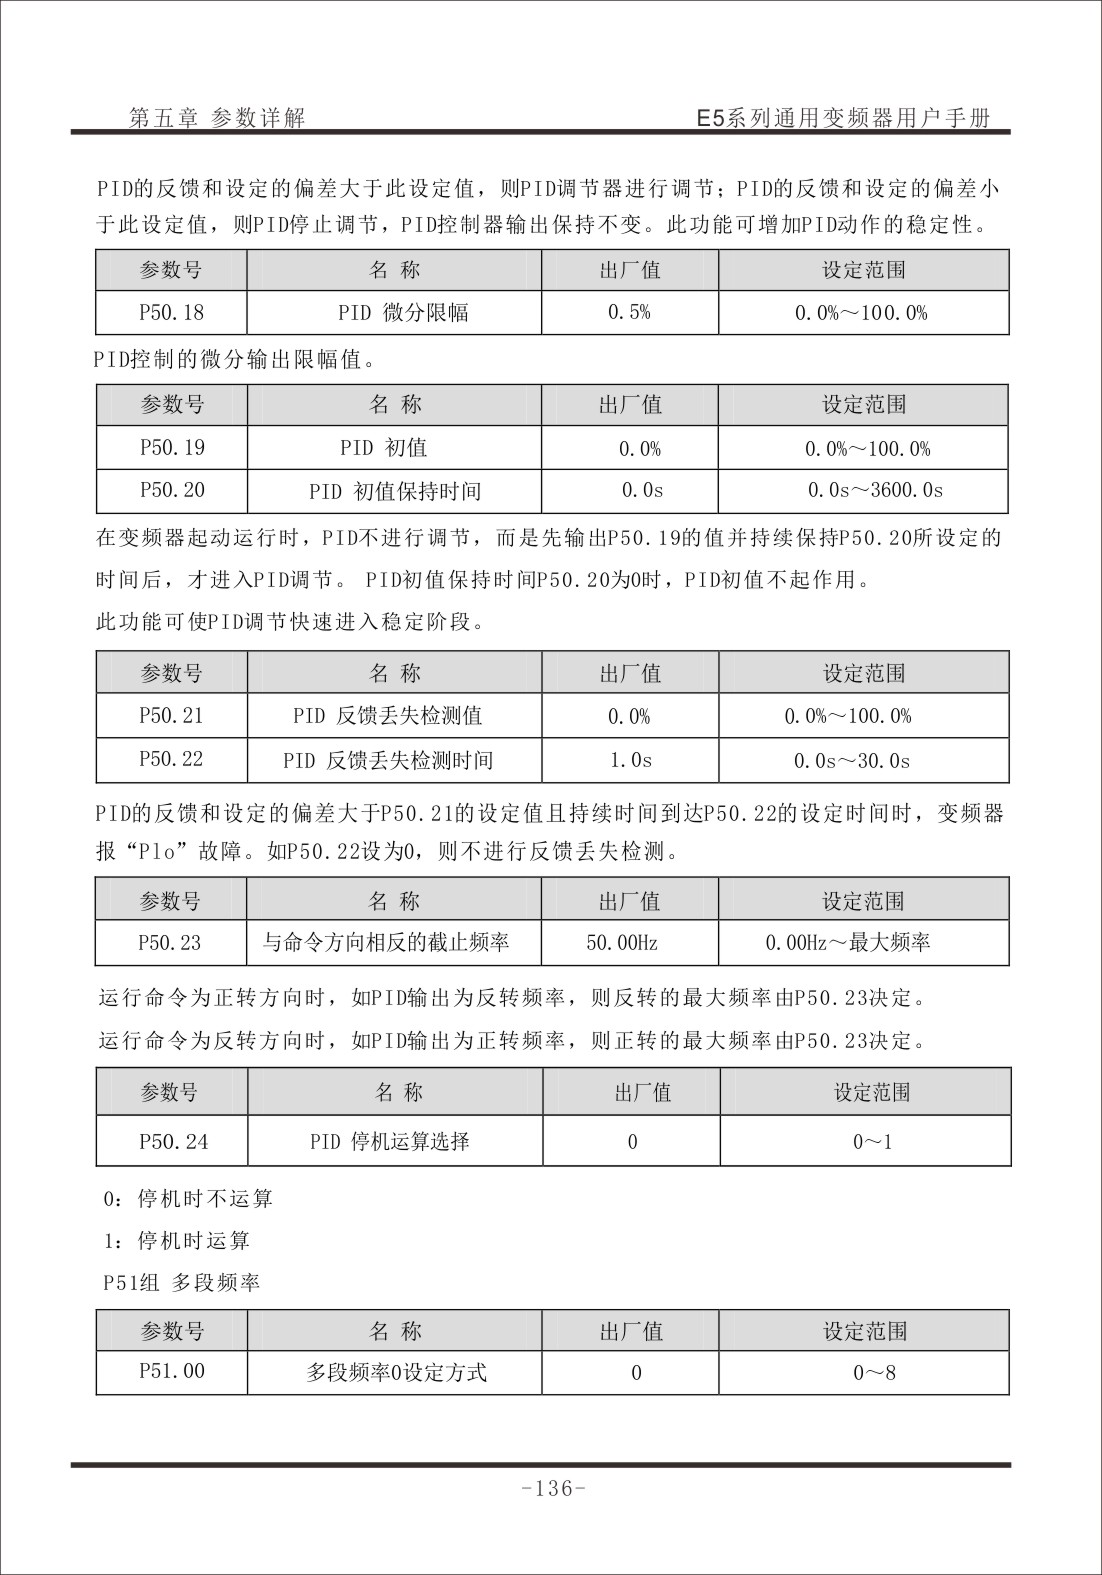 第五章 参数详解 E5系列通用变频器用户手册
PID的反馈和设定的偏差大于此设定值，则PID调节器进行调节；PID的反馈和设定的偏差小
于此设定值，则PID停止调节，PID控制器输出保持不变。此功能可增加PID动作的稳定性。
参数号 名 称 出厂值 设定范围
P50.18 PID 微分限幅 0.5% 0.0%～100.0%
PID控制的微分输出限幅值。
参数号 名 称 出厂值 设定范围
P50.19 PID 初值 0.0% 0.0%～100.0%
P50.20 PID 初值保持时间 0.0s 0.0s～3600.0s
在变频器起动运行时，PID不进行调节，而是先输出P50.19的值并持续保持P50.20所设定的
时间后，才进入PID调节。 PID初值保持时间P50.20为0时，PID初值不起作用。
此功能可使PID调节快速进入稳定阶段。
参数号 名 称 出厂值 设定范围
P50.21 PID 反馈丢失检测值 0.0% 0.0%～100.0%
P50.22 PID 反馈丢失检测时间 1.0s 0.0s～30.0s
PID的反馈和设定的偏差大于P50.21的设定值且持续时间到达P50.22的设定时间时，变频器
报“Plo”故障。如P50.22设为0，则不进行反馈丢失检测。
参数号 名 称 出厂值 设定范围
P50.23 与命令方向相反的截止频率 50.00Hz 0.00Hz～最大频率
运行命令为正转方向时，如PID输出为反转频率，则反转的最大频率由P50.23决定。
运行命令为反转方向时，如PID输出为正转频率，则正转的最大频率由P50.23决定。
参数号 名 称 出厂值 设定范围
P50.24 PID 停机运算选择 0 0～1
0：停机时不运算
1：停机时运算
P51组 多段频率
参数号 名 称 出厂值 设定范围
P51.00 多段频率0设定方式 0 0～8
-136-